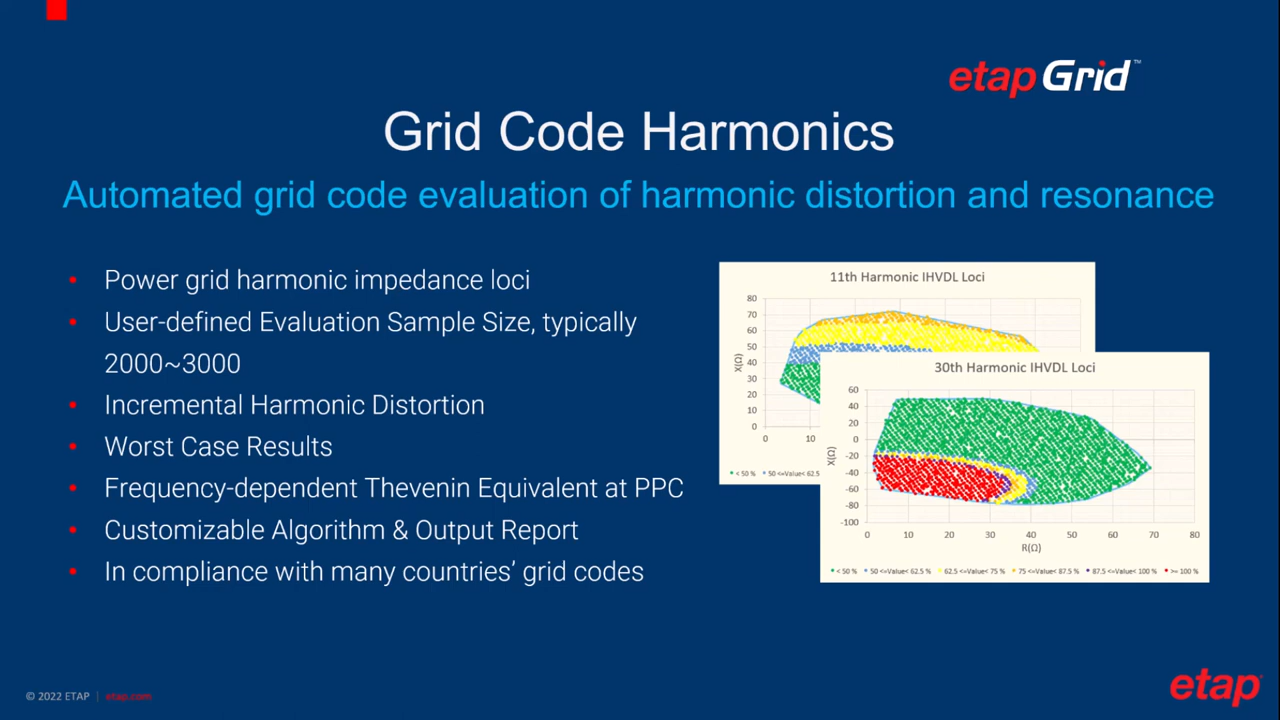 etap Grid™
Grid Code Harmonics
Automated grid code evaluation of harmonic distortion and resonance
• Power grid harmonic impedance loci
• User-defined Evaluation Sample Size, typically
2000~3000
• Incremental Harmonic Distortion
• Worst Case Results
• Frequency-dependent Thevenin Equivalent at PPC
• Customizable Algorithm & Output Report
• In compliance with many countries’ grid codes
11th Harmonic IHVDL Loci
80
70
60
50
40
30
20
10
0
X(Ω)
0 10
< 50 % 50 <=Value< 62.5
30th Harmonic IHVDL Loci
60
40
20
0
-20
-40
-60
-80
-100
X(Ω)
0 10 20 30 40 50 60 70 80
R(Ω)
< 50 % 50 <=Value< 62.5 % 62.5 <=Value< 75 % 75 <=Value< 87.5 % 87.5 <=Value< 100 % >= 100 %
© 2022 ETAP | etap.com
etap